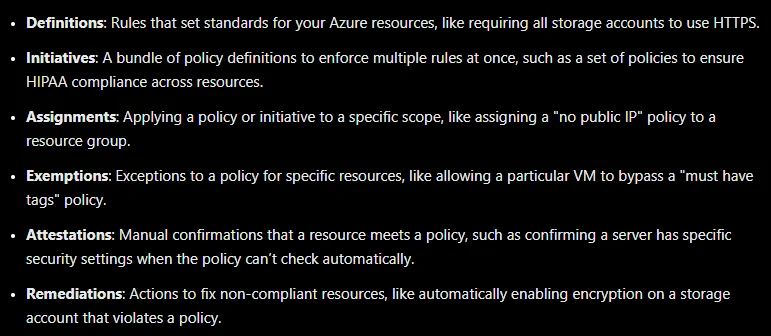 • Definitions: Rules that set standards for your Azure resources, like requiring all storage accounts to use HTTPS.
• Initiatives: A bundle of policy definitions to enforce multiple rules at once, such as a set of policies to ensure
HIPAA compliance across resources.
• Assignments: Applying a policy or initiative to a specific scope, like assigning a "no public IP" policy to a
resource group.
• Exemptions: Exceptions to a policy for specific resources, like allowing a particular VM to bypass a "must have
tags" policy.
• Attestations: Manual confirmations that a resource meets a policy, such as confirming a server has specific
security settings when the policy can’t check automatically.
• Remediations: Actions to fix non-compliant resources, like automatically enabling encryption on a storage
account that violates a policy.